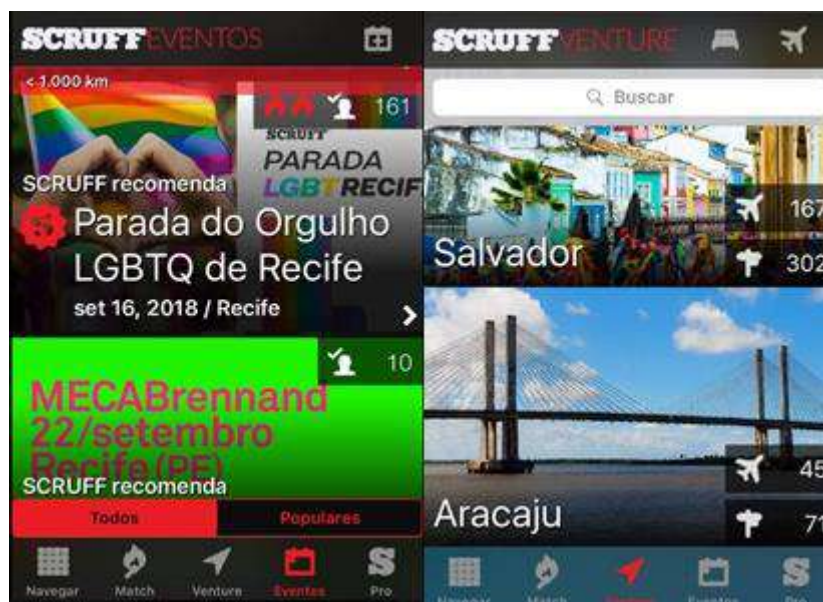 SCRUFF EVENTOS
< 1.000 km
161
SCRUFF
PARADA
LGBT RECIF
SCRUFF recomenda
Parada do Orgulho
LGBTQ de Recife
set 16, 2018 / Recife
10
MECABrennand
22/setembro
Recife (PE)
SCRUFF recomenda
Todos Populares
Navegar Match Venture Eventos Pro
SCRUFF VENTURE
Buscar
167
Salvador
302
45
Aracaju
71